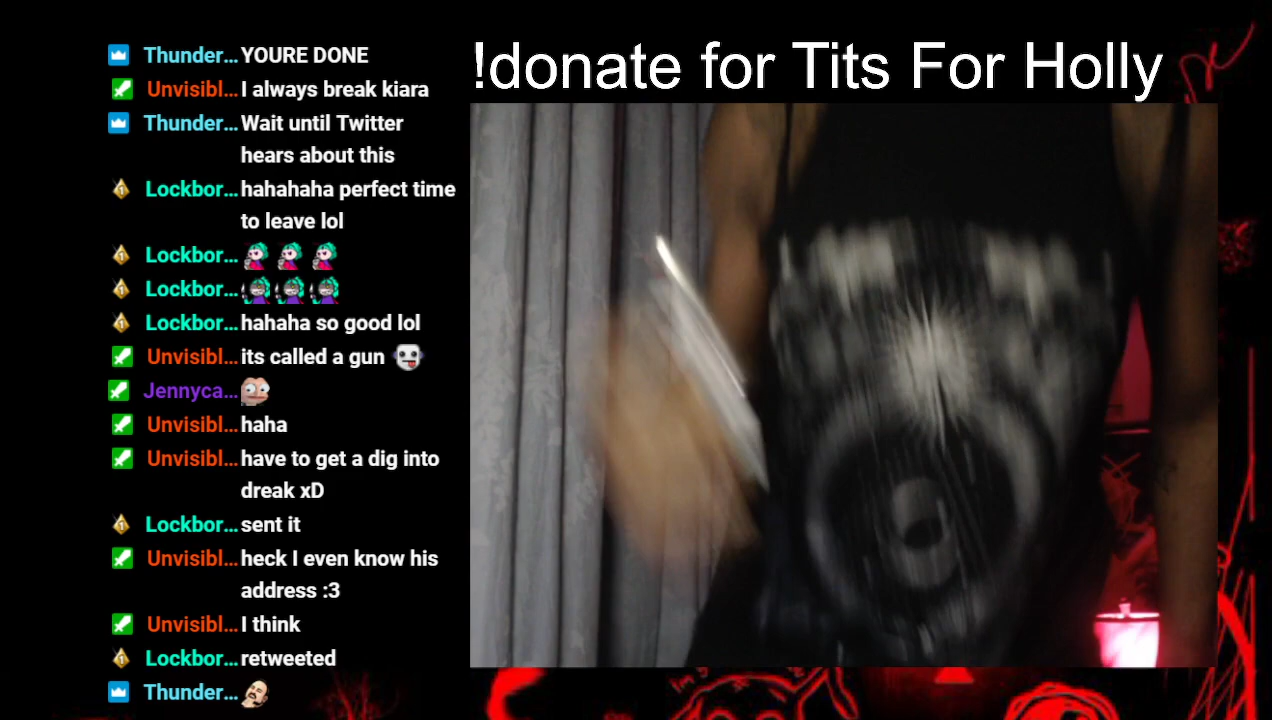 !donate for Tits For Holly
Thunder… YOURE DONE
Unvisibl… I always break kiara
Thunder… Wait until Twitter
hears about this
Lockbor… hahahaha perfect time
to leave lol
Lockbor…
Lockbor…
Lockbor… hahaha so good lol
Unvisibl… its called a gun
Jennyca…
Unvisibl… haha
Unvisibl… have to get a dig into
dreak xD
Lockbor… sent it
Unvisibl… heck I even know his
address :3
Unvisibl… I think
Lockbor… retweeted
Thunder…